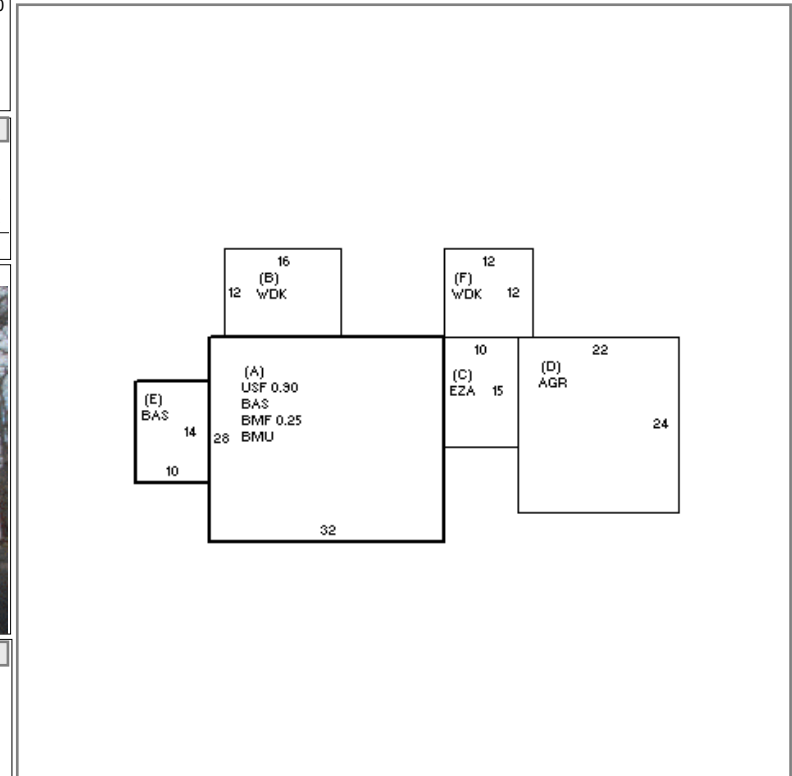 16
(B)
12 WDK
12
(F)
WDK 12
(A)
USF 0.90
BAS
BMF 0.25
28 BMU
32
(E)
BAS
14
10
10
(C)
EZA 15
22
(D)
AGR
24